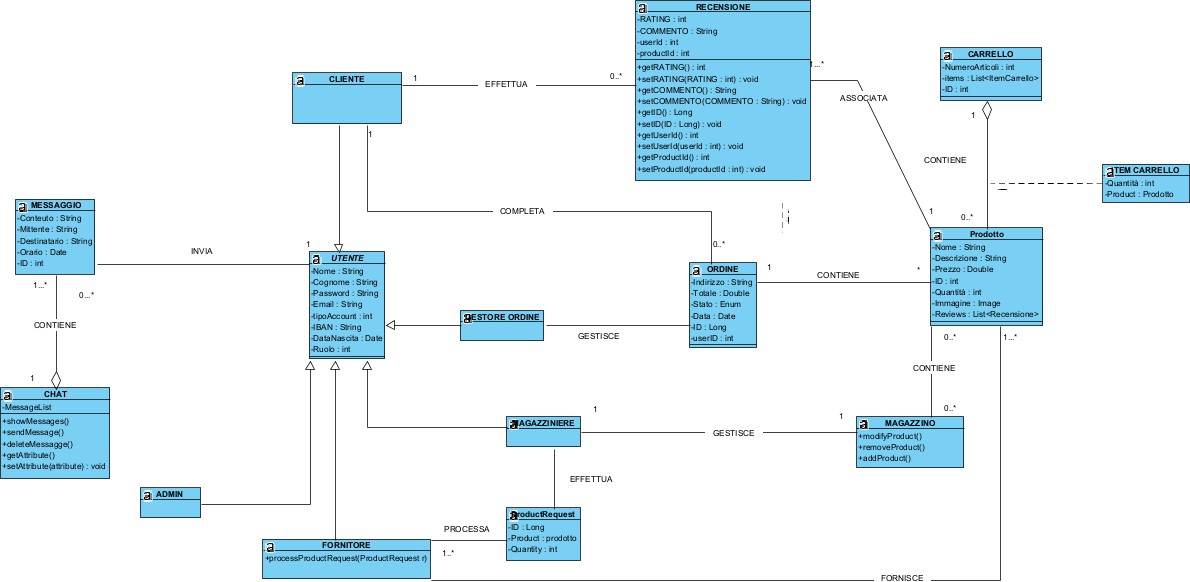 RECENSIONE
-RATING : int
-COMMENTO : String
-userId : int
-productId : int
+getRATING() : int
+setRATING(RATING : int) : void
+getCOMMENTO() : String
+setCOMMENTO(COMMENTO : String) : void
+getID() : Long
+setID(ID : Long) : void
+getUserId() : int
+setUserId(userId : int) : void
+getProductId() : int
+setProductId(productId : int) : void
CARRELLO
-NumeroArticoli : int
-items : List<ItemCarrello>
-ID : int
CLIENTE
1
EFFETTUA
0..*
1...*
ASSOCIATA
1
1
CONTIENE
0..*
ITEM CARRELLO
-Quantità : int
-Product : Prodotto
1
COMPLETA
0..*
MESSAGGIO
-Conteuto : String
-Mittente : String
-Destinatario : String
-Orario : Date
-ID : int
INVIA
1
0...*
1...*
CONTIENE
1
UTENTE
-Nome : String
-Cognome : String
-Password : String
-Email : String
-tipoAccount : int
-IBAN : String
-DataNascita : Date
-Ruolo : int
GESTORE ORDINE
GESTISCE
ORDINE
-Indirizzo : String
-Totale : Double
-Stato : Enum
-Data : Date
-ID : Long
-userID : int
1
CONTIENE
*
Prodotto
-Nome : String
-Descrizione : String
-Prezzo : Double
-ID : int
-Quantità : int
-Immagine : Image
-Reviews : List<Recensione>
0..*
1...*
CONTIENE
0..*
CHAT
-MessageList
+showMessages()
+sendMessage()
+deleteMessagge()
+getAttribute()
+setAttribute(attribute) : void
MAGAZZINIERE
1
GESTISCE
1
MAGAZZINO
+modifyProduct()
+removeProduct()
+addProduct()
EFFETTUA
ADMIN
ProductRequest
-ID : Long
-Product : prodotto
-Quantity : int
PROCESSA
1..*
FORNITORE
+processProductRequest(ProductRequest r)
FORNISCE